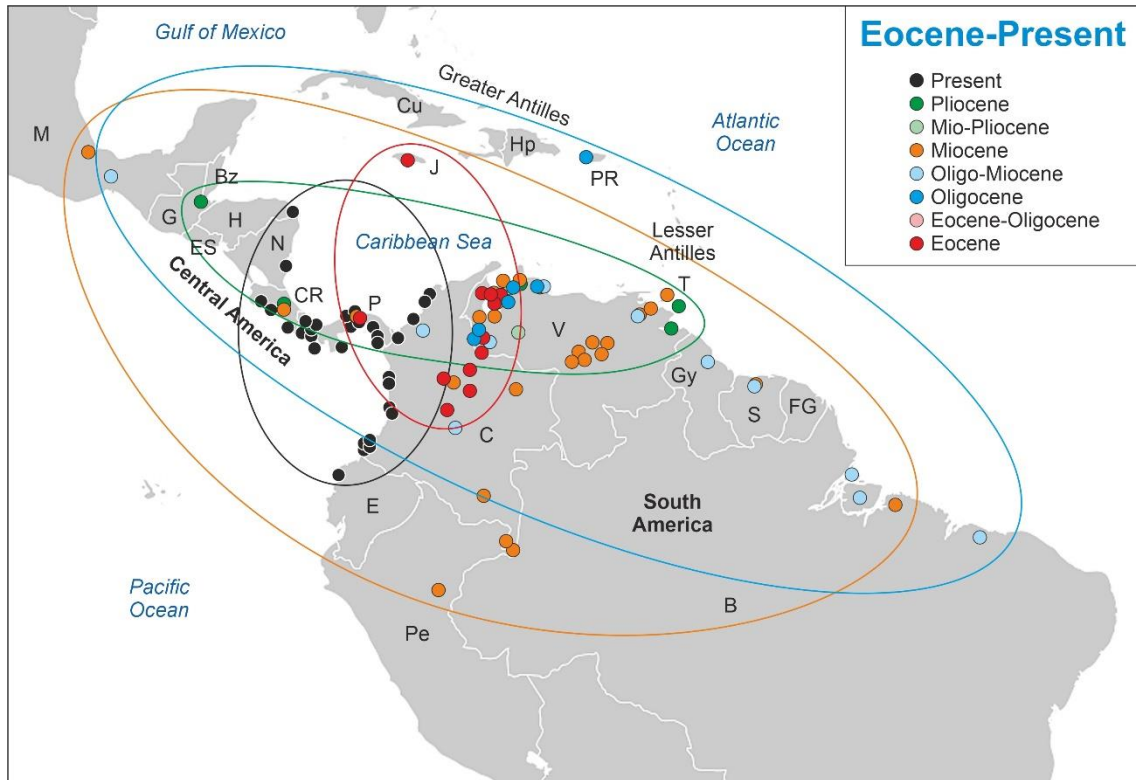 Gulf of Mexico
Greater Antilles
Atlantic
Ocean
Eocene-Present
Present
Pliocene
Mio-Pliocene
Miocene
Oligo-Miocene
Oligocene
Eocene-Oligocene
Eocene
M
Cu
Hp
J
PR
Bz
G
H
ES
N
Caribbean Sea
Lesser
Antilles
T
Central America
CR
P
V
Gy
S
FG
C
E
South
America
Pacific
Ocean
B
Pe